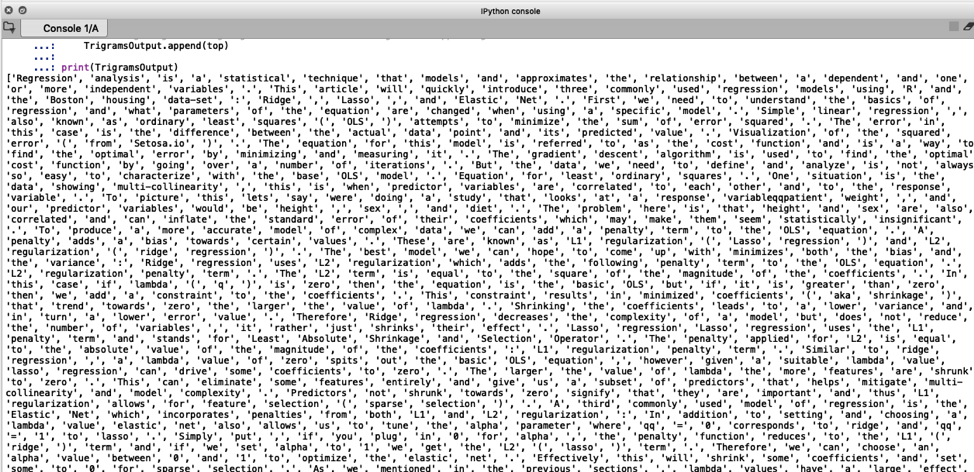 IPython console
Console 1/A
...: TrigramsOutput.append(top)
...:
...: print(TrigramsOutput)
['Regression', 'analysis', 'is', 'a', 'statistical', 'technique', 'that', 'models', 'and', 'approximates', 'the', 'relationship', 'between', 'a', 'dependent', 'and', 'one',
'or', 'more', 'independent', 'variables', '.', 'This', 'article', 'will', 'quickly', 'introduce', 'three', 'commonly', 'used', 'regression', 'models', 'using', 'R', 'and',
'the', 'Boston', 'housing', 'data-set', ':', 'Ridge', ',', 'Lasso', ',', 'and', 'Elastic', 'Net', '.', 'First', 'we', 'need', 'to', 'understand', 'the', 'basics', 'of',
'regression', 'and', 'what', 'parameters', 'of', 'the', 'equation', 'are', 'changed', 'when', 'using', 'a', 'specific', 'model', '.', 'Simple', 'linear', 'regression', ',',
'also', 'known', 'as', 'ordinary', 'least', 'squares', '(', 'OLS', ')', 'attempts', 'to', 'minimize', 'the', 'sum', 'of', 'error', 'squared', '.', 'The', 'error', 'in',
'this', 'case', 'is', 'the', 'difference', 'between', 'the', 'actual', 'data', 'point', 'and', 'its', 'predicted', 'value', '.', 'Visualization', 'of', 'the', 'squared',
'error', '(', 'from', 'Setosa.io', ')', '.', 'The', 'equation', 'for', 'this', 'model', 'is', 'referred', 'to', 'as', 'the', 'cost', 'function', 'and', 'is', 'a', 'way', 'to',
'find', 'the', 'optimal', 'error', 'by', 'minimizing', 'and', 'measuring', 'it', '.', 'The', 'gradient', 'descent', 'algorithm', 'is', 'used', 'to', 'find', 'the', 'optimal'
'cost', 'function', 'by', 'going', 'over', 'a', 'number', 'of', 'iterations', '.', 'But', 'the', 'data', 'we', 'need', 'to', 'define', 'and', 'analyze', 'is', 'not', 'always
'so', 'easy', 'to', 'characterize', 'with', 'the', 'base', 'OLS', 'model', '.', 'Equation', 'for', 'least', 'ordinary', 'squares', '.', 'One', 'situation', 'is', 'the',
'data', 'showing', 'multi-collinearity', ',', 'this', 'is', 'when', 'predictor', 'variables', 'are', 'correlated', 'to', 'each', 'other', 'and', 'to', 'the', 'response',
'variable', '.', 'To', 'picture', 'this', 'lets', 'say', 'were', 'doing', 'a', 'study', 'that', 'looks', 'at', 'a', 'response', 'variableqqpatient', 'weight', ',', 'and',
'our', 'predictor', 'variables', 'would', 'be', 'height', ',', 'sex', ',', 'and', 'diet', '.', 'The', 'problem', 'here', 'is', 'that', 'height', 'and', 'sex', 'are', 'also',
'correlated', 'and', 'can', 'inflate', 'the', 'standard', 'error', 'of', 'their', 'coefficients', 'which', 'may', 'make', 'them', 'seem', 'statistically', 'insignificant',
'.', 'To', 'produce', 'a', 'more', 'accurate', 'model', 'of', 'complex', 'data', 'we', 'can', 'add', 'a', 'penalty', 'term', 'to', 'the', 'OLS', 'equation', '.', 'A',
'penalty', 'adds', 'a', 'bias', 'towards', 'certain', 'values', '.', 'These', 'are', 'known', 'as', 'L1', 'regularization', '(', 'Lasso', 'regression', ')', 'and', 'L2',
'regularization', '(', 'ridge', 'regression', ')', '.', 'The', 'best', 'model', 'we', 'can', 'hope', 'to', 'come', 'up', 'with', 'minimizes', 'both', 'the', 'bias', 'and',
'the', 'variance', ':', 'Ridge', 'regression', 'uses', 'L2', 'regularization', 'which', 'adds', 'the', 'following', 'penalty', 'term', 'to', 'the', 'OLS', 'equation', '.',
'L2', 'regularization', 'penalty', 'term', '.', 'The', 'L2', 'term', 'is', 'equal', 'to', 'the', 'square', 'of', 'the', 'magnitude', 'of', 'the', 'coefficients', '.', 'In',
'this', 'case', 'if', 'lambda', '(', 'q', ')', 'is', 'zero', 'then', 'the', 'equation', 'is', 'the', 'basic', 'OLS', 'but', 'if', 'it', 'is', 'greater', 'than', 'zero',
'then', 'we', 'add', 'a', 'constraint', 'to', 'the', 'coefficients', '.', 'This', 'constraint', 'results', 'in', 'minimized', 'coefficients', '(', 'aka', 'shrinkage', ')',
'that', 'trend', 'towards', 'zero', 'the', 'larger', 'the', 'value', 'of', 'lambda', '.', 'Shrinking', 'the', 'coefficients', 'leads', 'to', 'a', 'lower', 'variance', 'and',
'in', 'turn', 'a', 'lower', 'error', 'value', '.', 'Therefore', 'Ridge', 'regression', 'decreases', 'the', 'complexity', 'of', 'a', 'model', 'but', 'does', 'not', 'reduce',
'the', 'number', 'of', 'variables', ',', 'it', 'rather', 'just', 'shrinks', 'their', 'effect', '.', 'Lasso', 'regression', 'Lasso', 'regression', 'uses', 'the', 'L1',
'penalty', 'term', 'and', 'stands', 'for', 'Least', 'Absolute', 'Shrinkage', 'and', 'Selection', 'Operator', '.', 'The', 'penalty', 'applied', 'for', 'L2', 'is', 'equal',
'to', 'the', 'absolute', 'value', 'of', 'the', 'magnitude', 'of', 'the', 'coefficients', ':', 'L1', 'regularization', 'penalty', 'term', '.', 'Similar', 'to', 'ridge',
'regression', ',', 'a', 'lambda', 'value', 'of', 'zero', 'spits', 'out', 'the', 'basic', 'OLS', 'equation', ',', 'however', 'given', 'a', 'suitable', 'lambda', 'value',
'lasso', 'regression', 'can', 'drive', 'some', 'coefficients', 'to', 'zero', '.', 'The', 'larger', 'the', 'value', 'of', 'lambda', 'the', 'more', 'features', 'are', 'shrunk'
'to', 'zero', '.', 'This', 'can', 'eliminate', 'some', 'features', 'entirely', 'and', 'give', 'us', 'a', 'subset', 'of', 'predictors', 'that', 'helps', 'mitigate', 'multi-
collinearity', 'and', 'model', 'complexity', '.', 'Predictors', 'not', 'shrunk', 'towards', 'zero', 'signify', 'that', 'they', 'are', 'important', 'and', 'thus', 'L1',
'regularization', 'allows', 'for', 'feature', 'selection', '(', 'sparse', 'selection', ')', '.', 'A', 'third', 'commonly', 'used', 'model', 'of', 'regression', 'is', 'the',
'Elastic', 'Net', 'which', 'incorporates', 'penalties', 'from', 'both', 'L1', 'and', 'L2', 'regularization', ':', 'In', 'addition', 'to', 'setting', 'and', 'choosing', 'a',
'lambda', 'value', 'elastic', 'net', 'also', 'allows', 'us', 'to', 'tune', 'the', 'alpha', 'parameter', 'where', 'qq', '=', '0', 'corresponds', 'to', 'ridge', 'and', 'qq',
'=', '1', 'to', 'lasso', '.', 'Simply', 'put', ',', 'if', 'you', 'plug', 'in', '0', 'for', 'alpha', ',', 'the', 'penalty', 'function', 'reduces', 'to', 'the', 'L1', '(',
'ridge', ')', 'term', 'and', 'if', 'we', 'set', 'alpha', 'to', '1', 'we', 'get', 'the', 'L2', '(', 'lasso', ')', 'term', '.', 'Therefore', 'we', 'can', 'choose', 'an',
'alpha', 'value', 'between', '0', 'and', '1', 'to', 'optimize', 'the', 'elastic', 'net', '.', 'Effectively', 'this', 'will', 'shrink', 'some', 'coefficients', 'and', 'set',
'some', 'to', '0', 'for', 'sparse', 'selection', '.', 'As', 'we', 'mentioned', 'in', 'the', 'previous', 'sections', ',', 'lambda', 'values', 'have', 'a', 'large', 'effect'